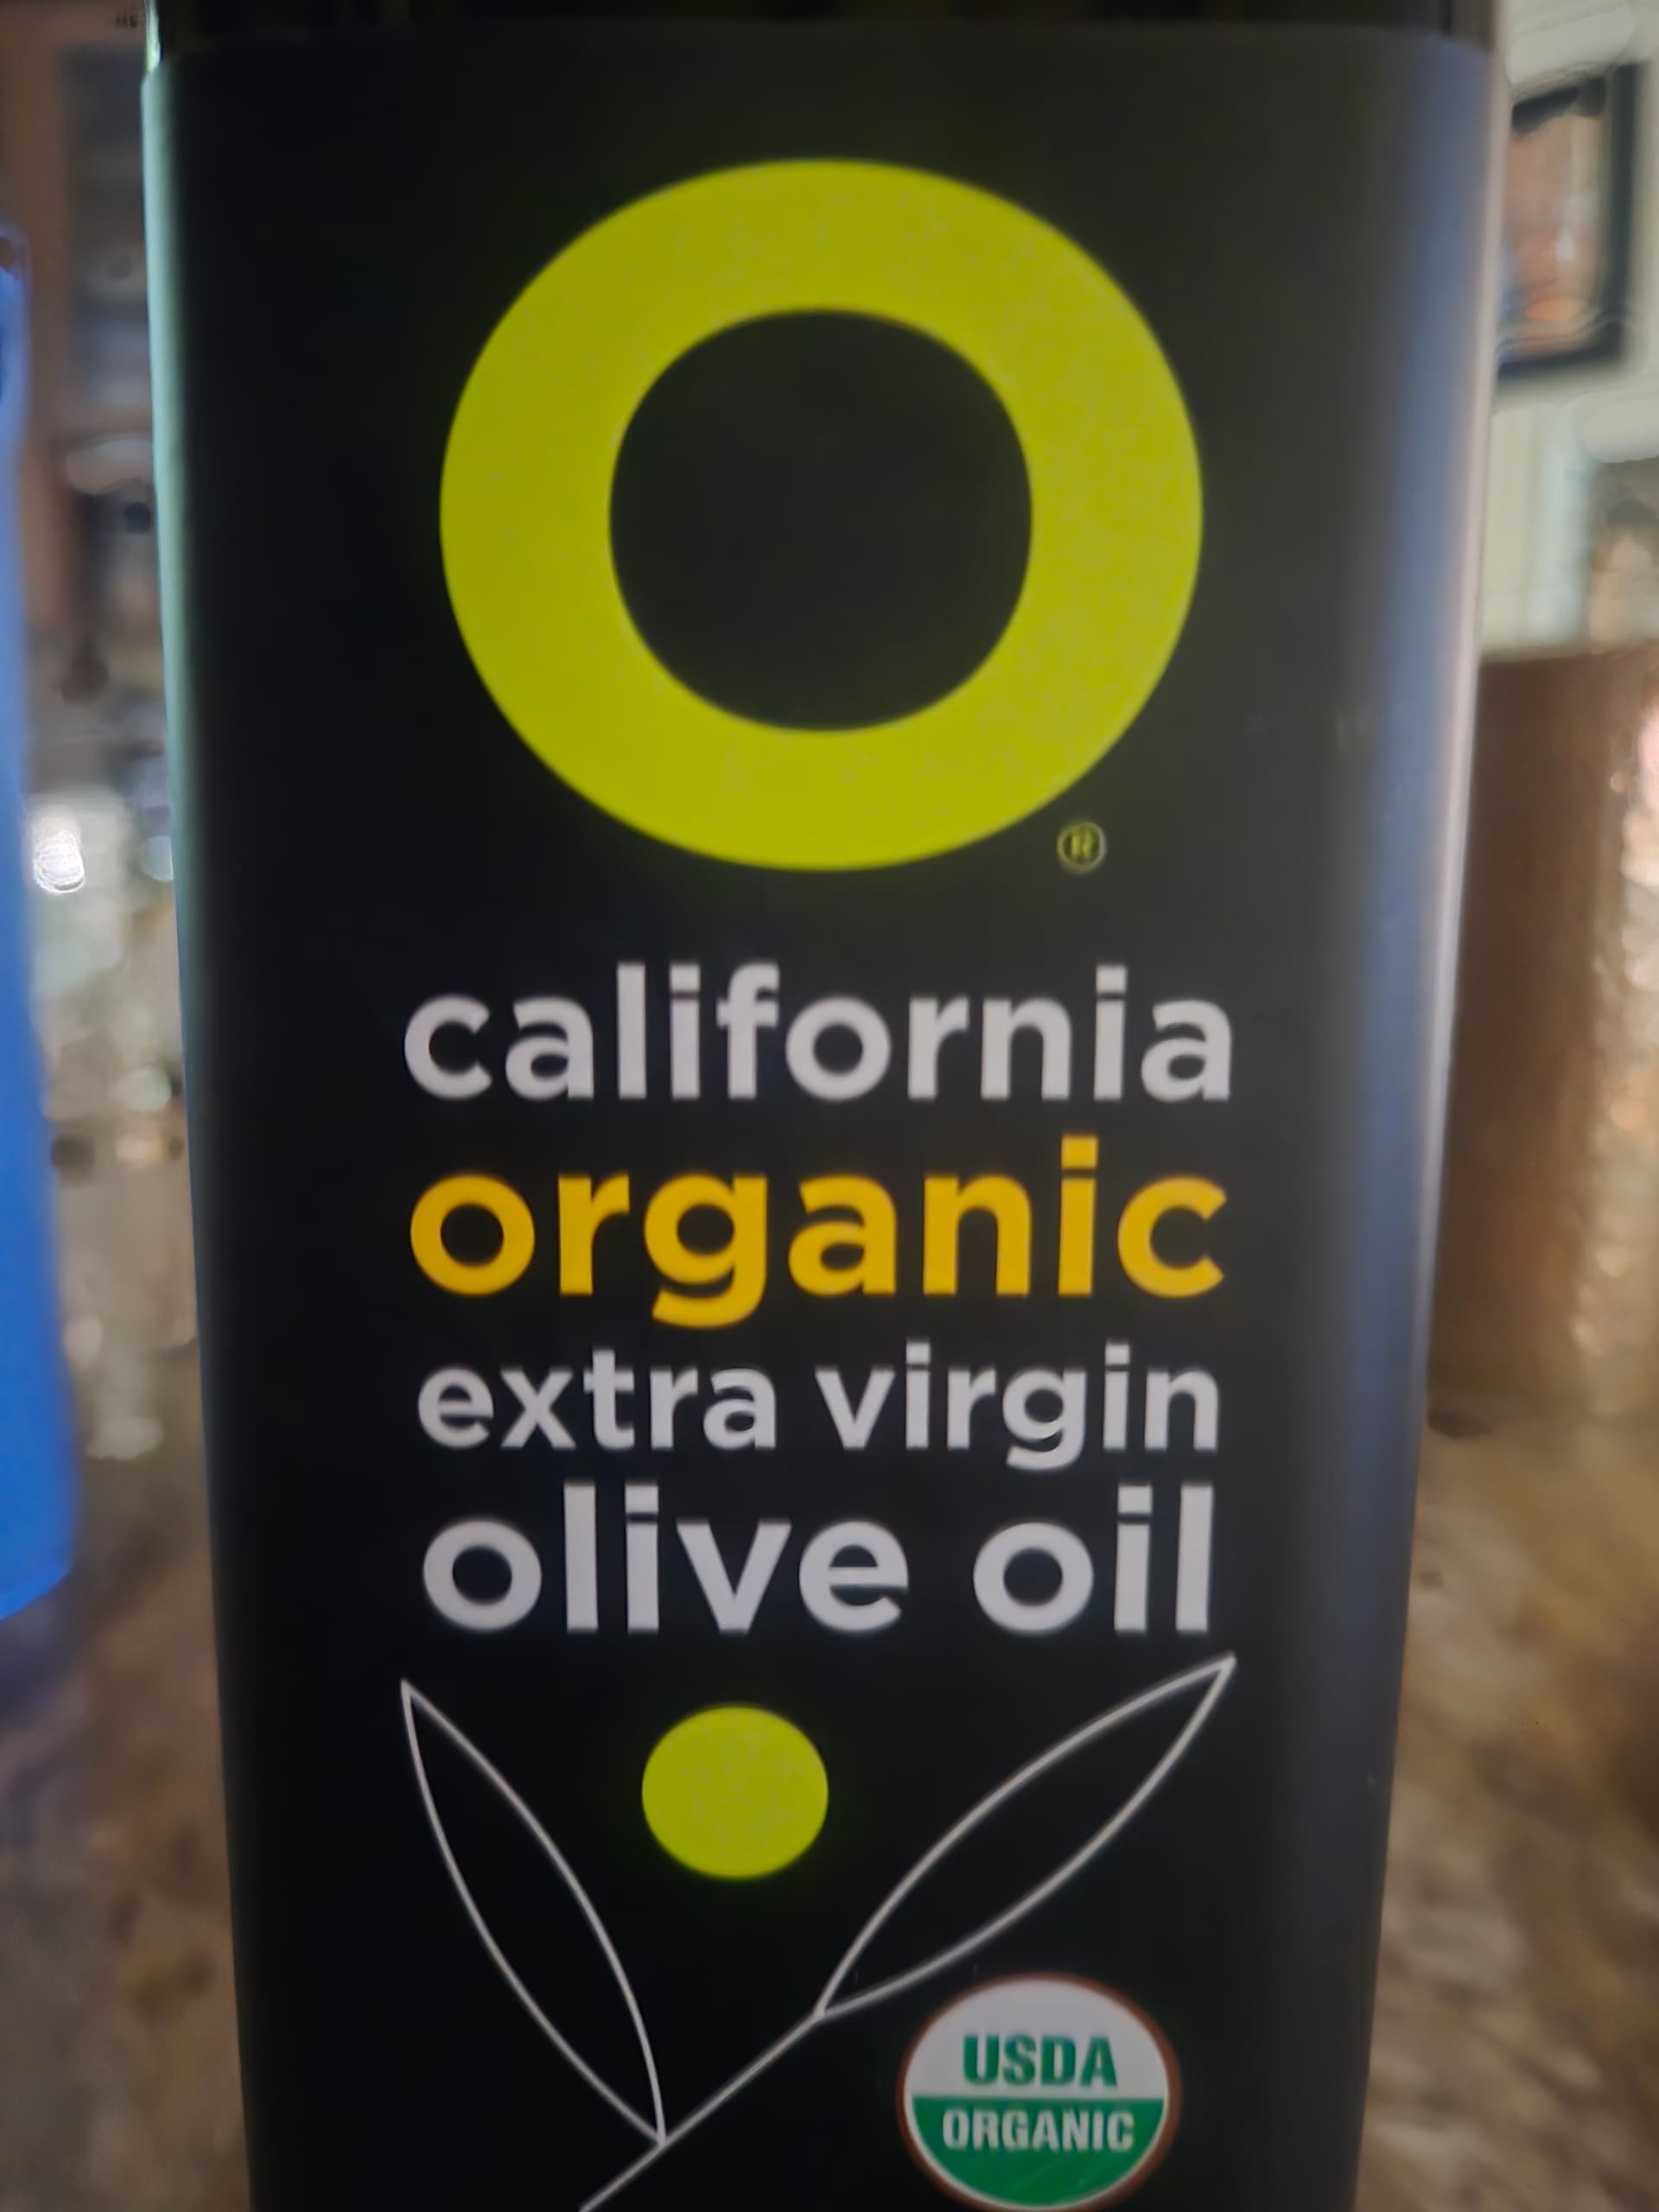 O
®
california
organic
extra virgin
olive oil
USDA
ORGANIC